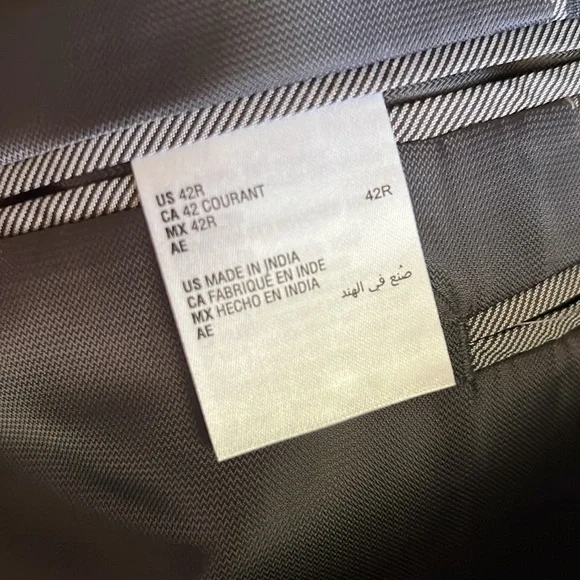 US 42R
CA 42 COURANT
MX 42R
AE 42R
US MADE IN INDIA
CA FABRIQUÉ EN INDE
MX HECHO EN INDIA
AE صُنع في الهند